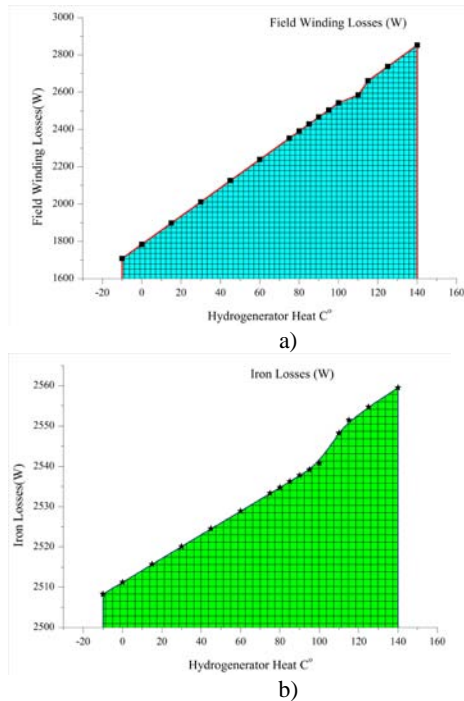 Field Winding Losses (W)
3000
2800
2600
2400
2200
2000
1800
1600
Field Winding Losses(W)
-20 0 20 40 60 80 100 120 140 160
Hydrogenerator Heat C°
a)
Iron Losses (W)
2560
2550
2540
2530
2520
2510
2500
Iron Losses(W)
-20 0 20 40 60 80 100 120 140 160
Hydrogenerator Heat C°
b)